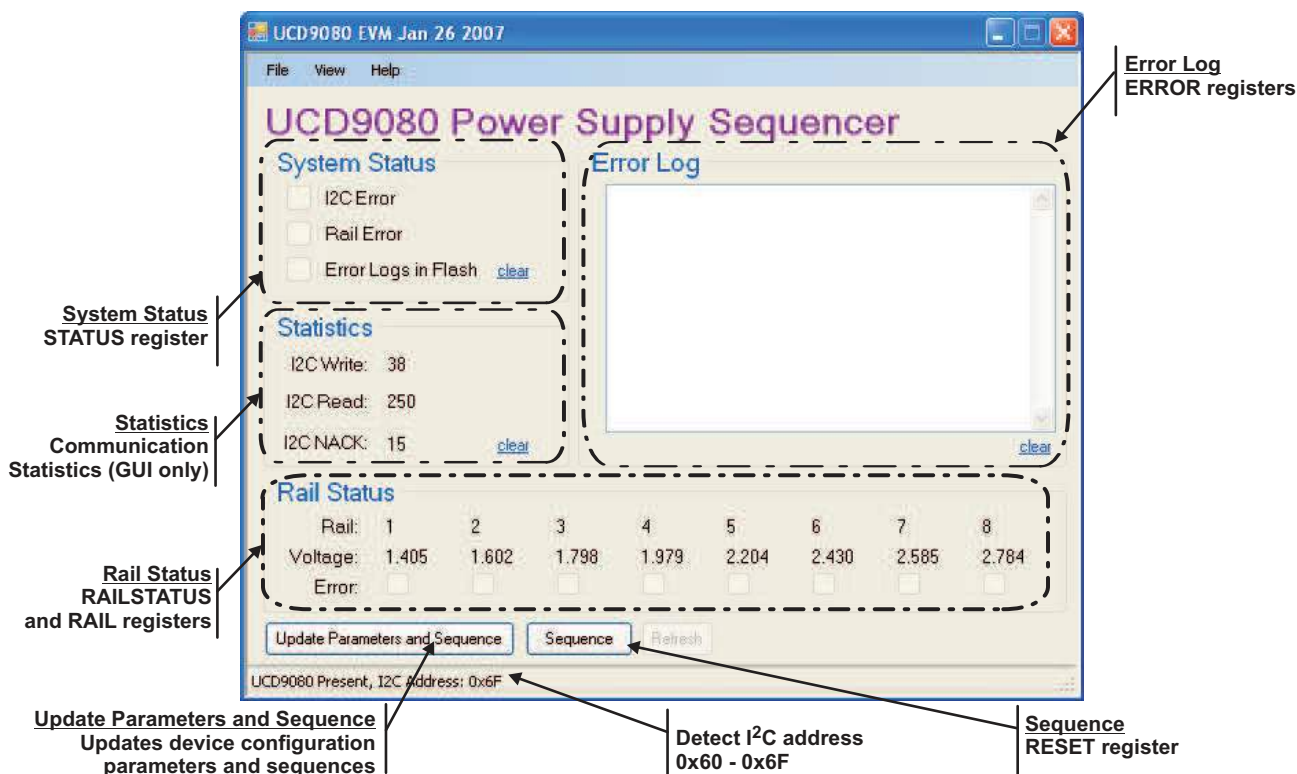 UCD9080 EVM Jan 26 2007
File View Help
UCD9080 Power Supply Sequencer
System Status
I2C Error
Rail Error
Error Logs in Flash clear
Error Log
clear
Statistics
I2C Write: 38
I2C Read: 250
I2C NACK: 15 clear
Rail Status
Rail: 1 2 3 4 5 6 7 8
Voltage: 1.405 1.602 1.798 1.979 2.204 2.430 2.585 2.784
Error:
Update Parameters and Sequence Sequence Refresh
UCD9080 Present, I2C Address: 0x6F
Error Log
ERROR registers
System Status
STATUS register
Statistics
Communication
Statistics (GUI only)
Rail Status
RAILSTATUS
and RAIL registers
Update Parameters and Sequence
Updates device configuration
parameters and sequences
Detect I²C address
0x60 - 0x6F
Sequence
RESET register